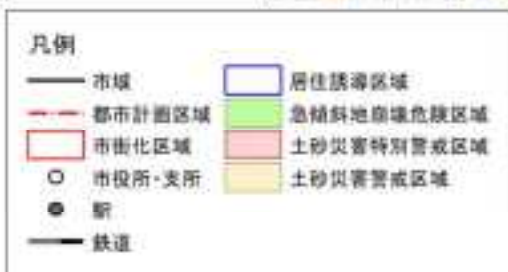 凡例
市域
都市計画区域
市街化区域
市役所・支所
駅
鉄道
居住誘導区域
急傾斜地崩壊危険区域
土砂災害特別警戒区域
土砂災害警戒区域